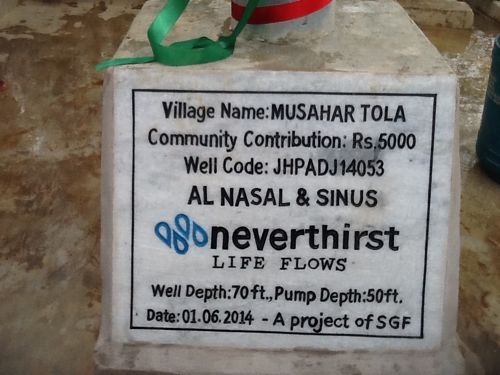 Village Name:MUSAHAR TOLA
Community Contribution: Rs.5000
Well Code: JHPADJ14053
AL NASAL & SINUS
neverthirst
LIFE FLOWS
Well Depth:70ft.,Pump Depth:50ft.
Date:01.06.2014 - A project of SGF